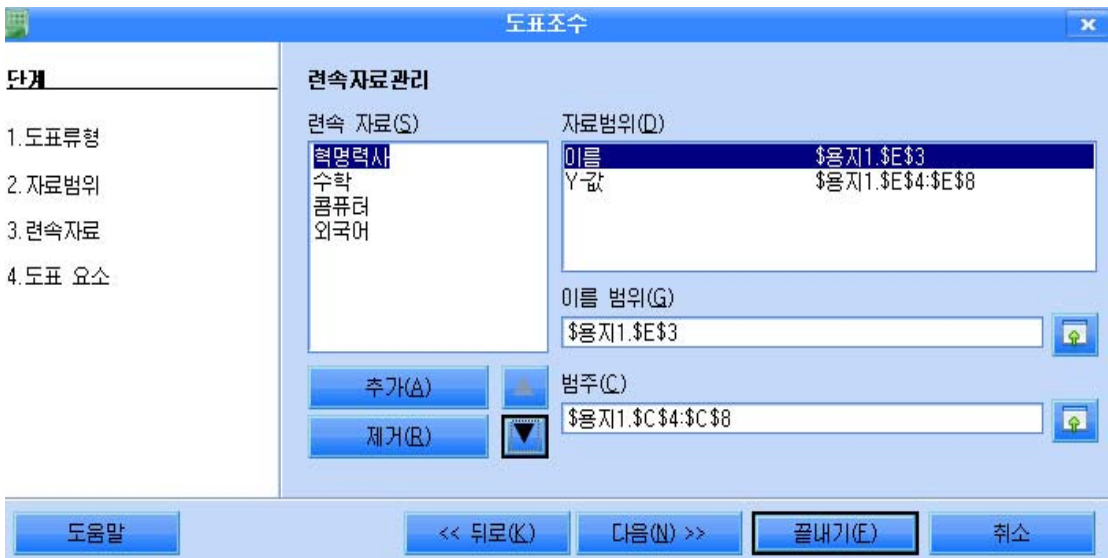 도표조수
단계
1.도표류형
2.자료범위
3.련속자료
4.도표 요소
련속자료관리
련속 자료(S)
혁명력사
수학
콤퓨터
외국어
추가(A)
제거(R)
자료범위(D)
이름 $용지1.$E$3
Y-값 $용지1.$E$4:$E$8
이름 범위(G)
$용지1.$E$3
범주(C)
$용지1.$C$4:$C$8
도움말 << 뒤로(K) 다음(N) >> 끝내기(F) 취소